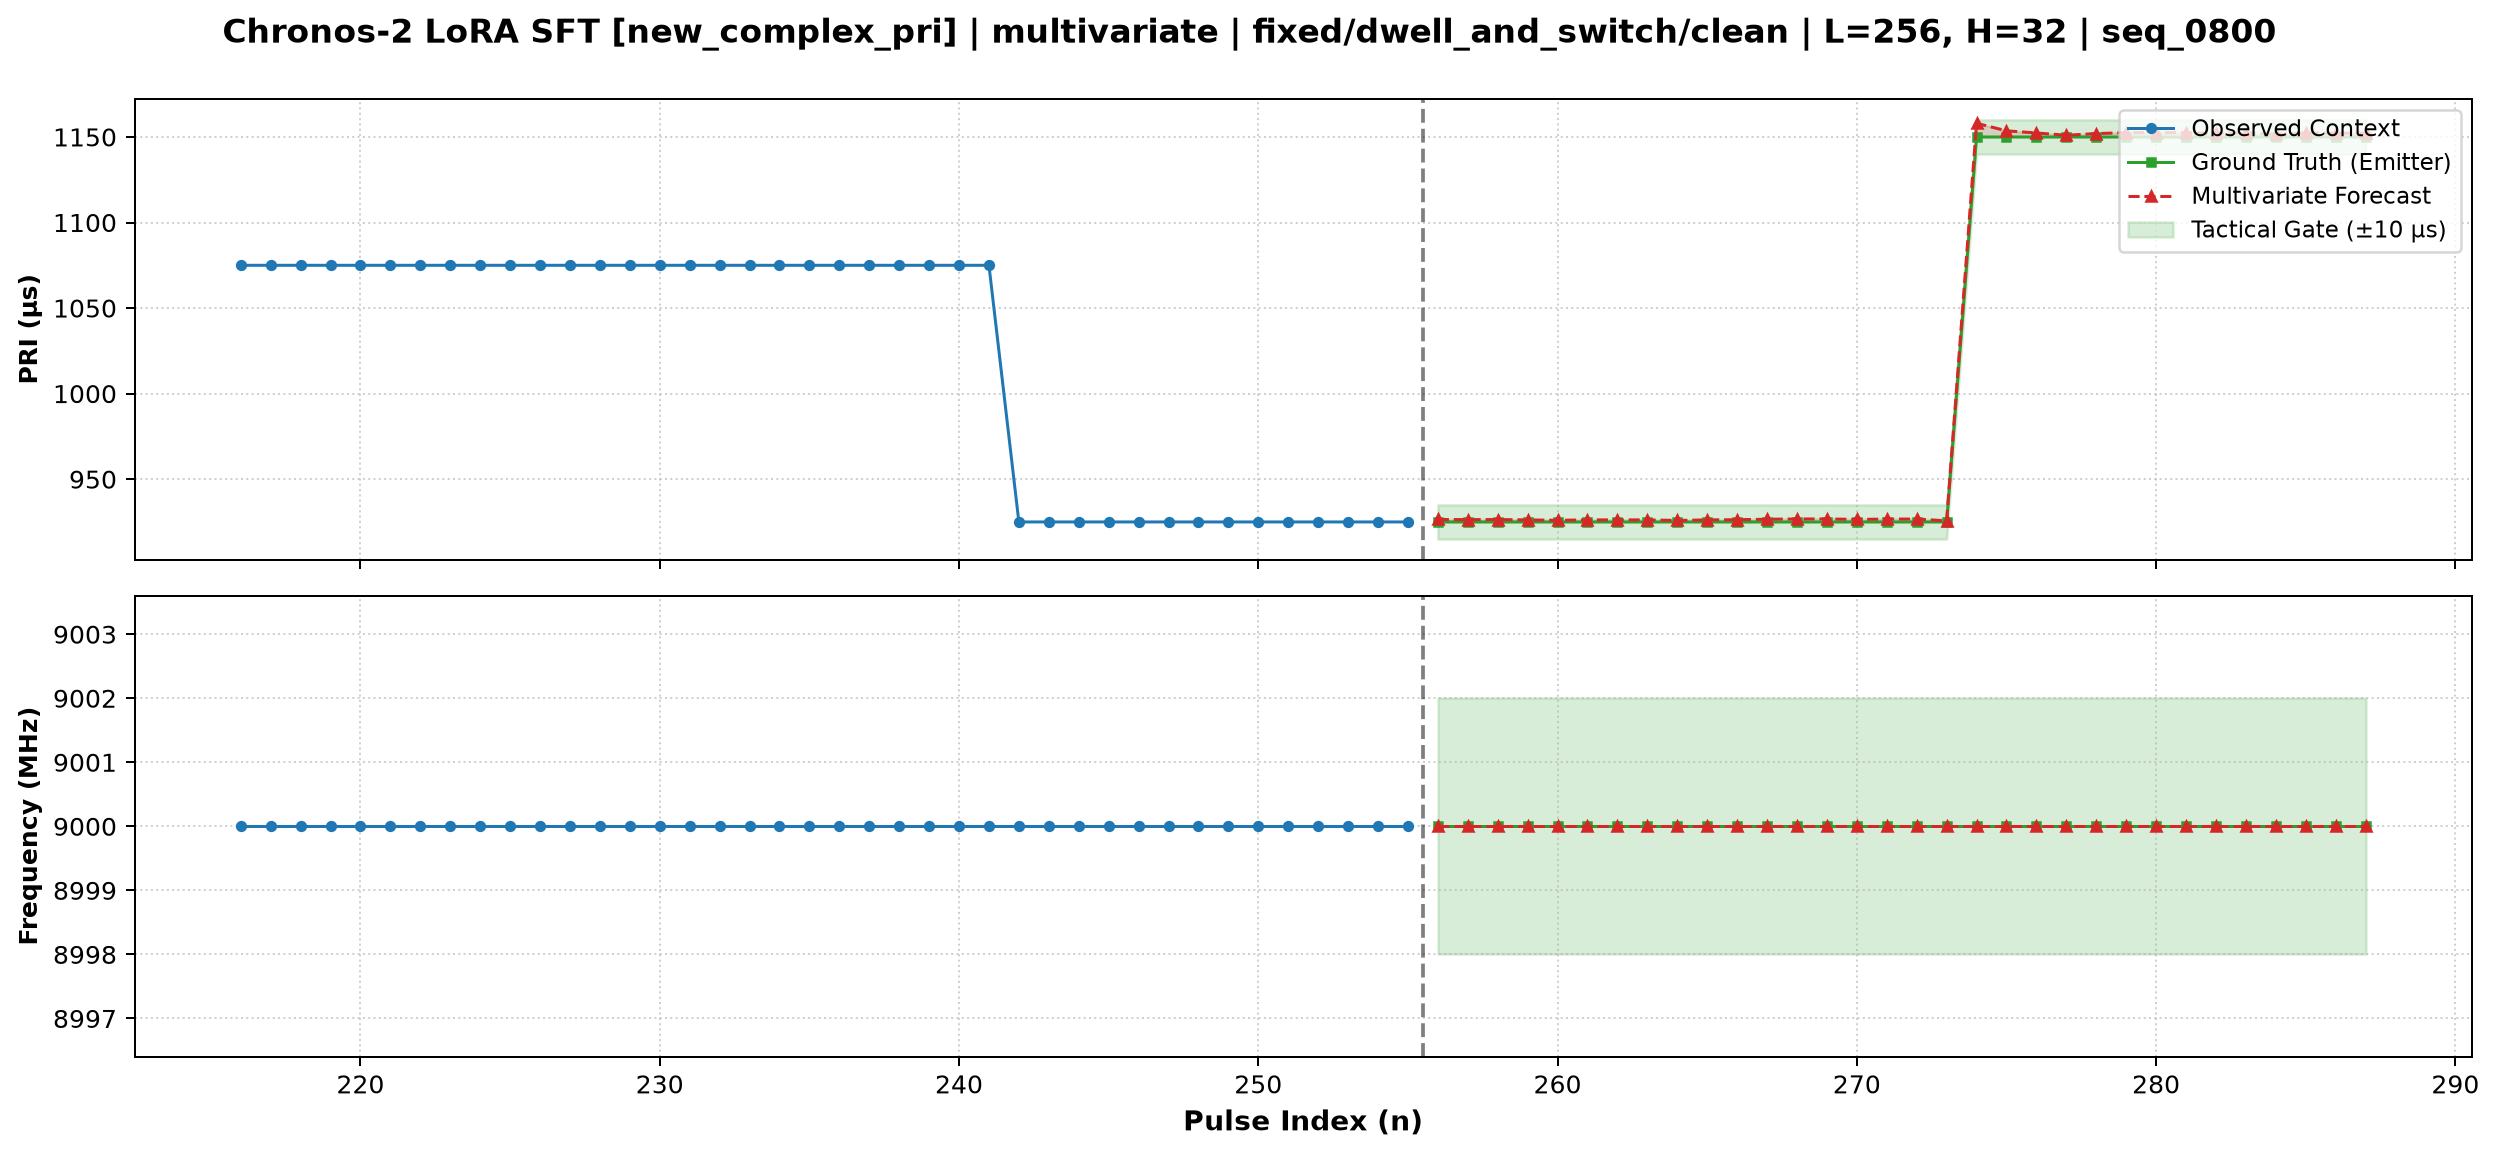 Chronos-2 LoRA SFT [new_complex_pri] | multivariate | fixed/dwell_and_switch/clean | L=256, H=32 | seq_0800
PRI (µs)
1150
1100
1050
1000
950
Observed Context
Ground Truth (Emitter)
Multivariate Forecast
Tactical Gate (±10 µs)
Frequency (MHz)
9003
9002
9001
9000
8999
8998
8997
220 230 240 250 260 270 280 290
Pulse Index (n)